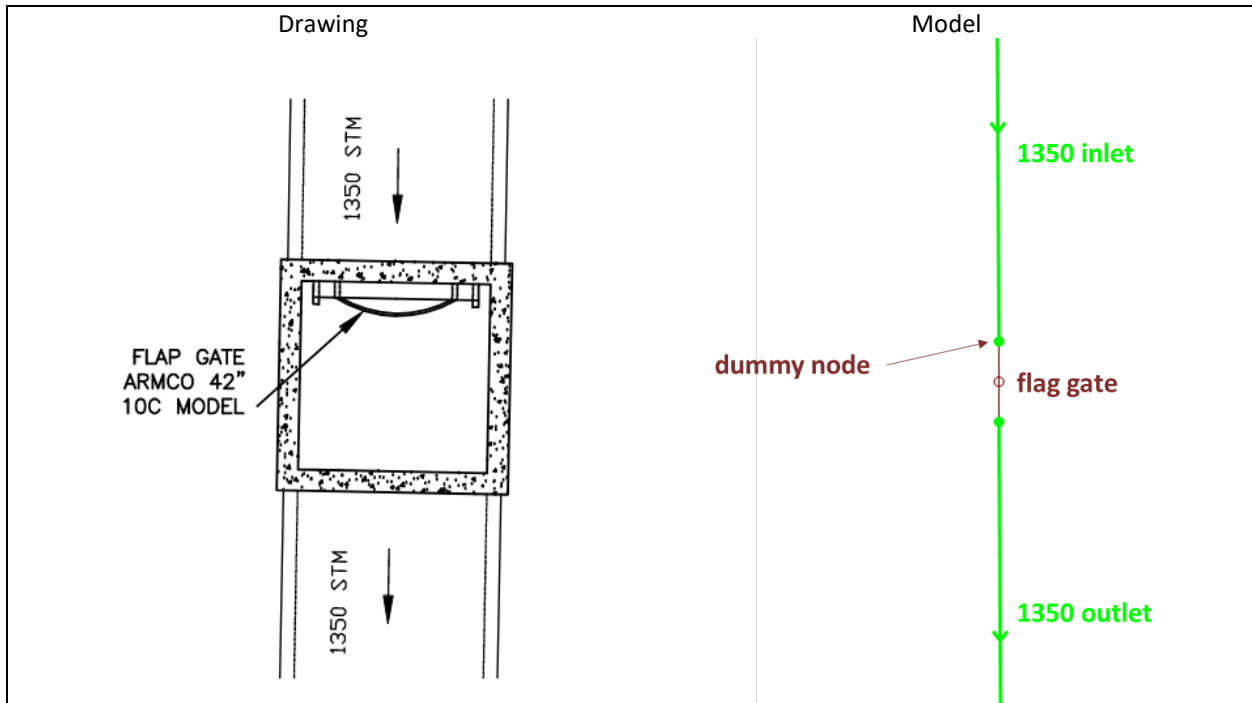 Drawing
Model
1350 STM
1350 inlet
FLAP GATE
ARMCO 42"
10C MODEL
dummy node
flag gate
1350 STM
1350 outlet